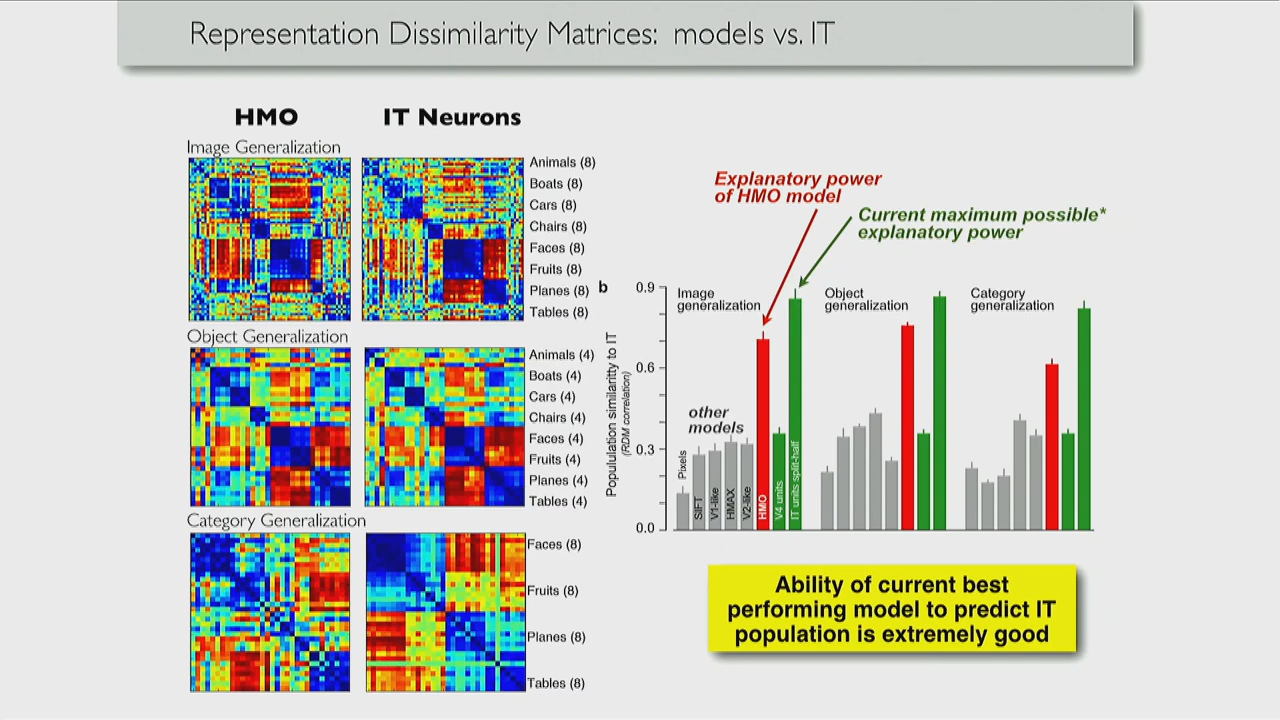 Representation Dissimilarity Matrices: models vs. IT
HMO
IT Neurons
Image Generalization
Animals (8)
Boats (8)
Cars (8)
Chairs (8)
Faces (8)
Fruits (8)
Planes (8)
Tables (8)
Object Generalization
Animals (4)
Boats (4)
Cars (4)
Chairs (4)
Faces (4)
Fruits (4)
Planes (4)
Tables (4)
Category Generalization
Faces (8)
Fruits (8)
Planes (8)
Tables (8)
Explanatory power
of HMO model
Current maximum possible*
explanatory power
b
Popululation similariity to IT
(RDM correlation)
0.9
0.6
0.3
0.0
Image
generalization
Object
generalization
Category
generalization
other
models
Pixels
SIFT
V1-like
HMAX
V2-like
HMO
V4 units
IT units split-half
Ability of current best
performing model to predict IT
population is extremely good